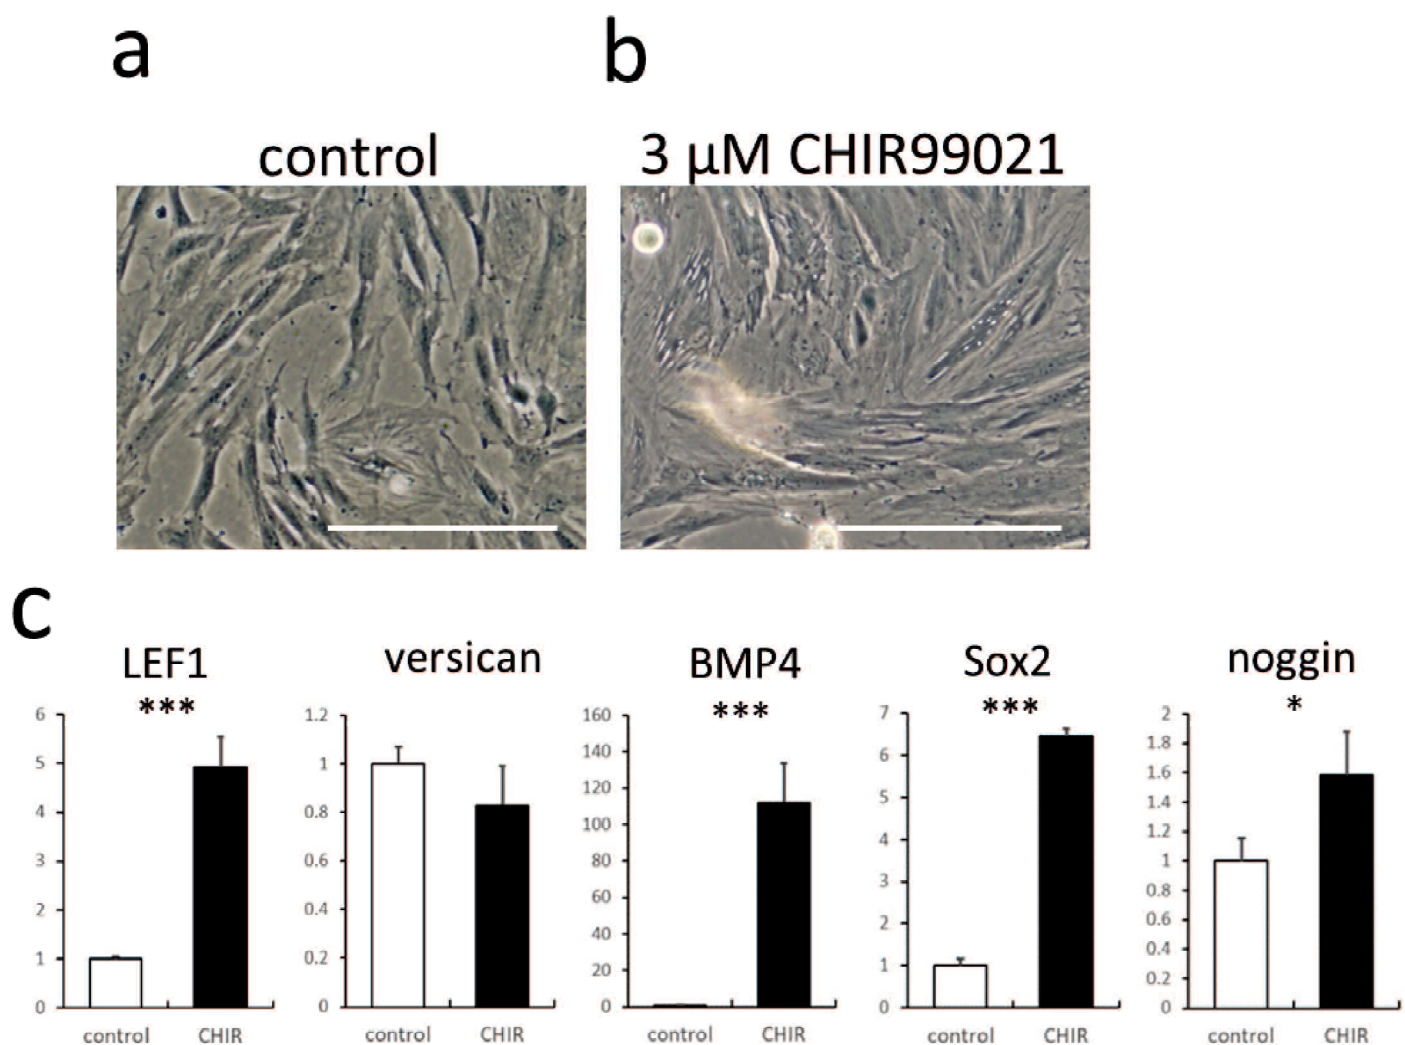 a
b
control
3 µM CHIR99021
c
LEF1
***
6
5
4
3
2
1
0
control
CHIR
versican
1.2
1
0.8
0.6
0.4
0.2
0
control
CHIR
BMP4
***
160
140
120
100
80
60
40
20
0
control
CHIR
Sox2
***
7
6
5
4
3
2
1
0
control
CHIR
noggin
*
2
1.8
1.6
1.4
1.2
1
0.8
0.6
0.4
0.2
0
control
CHIR